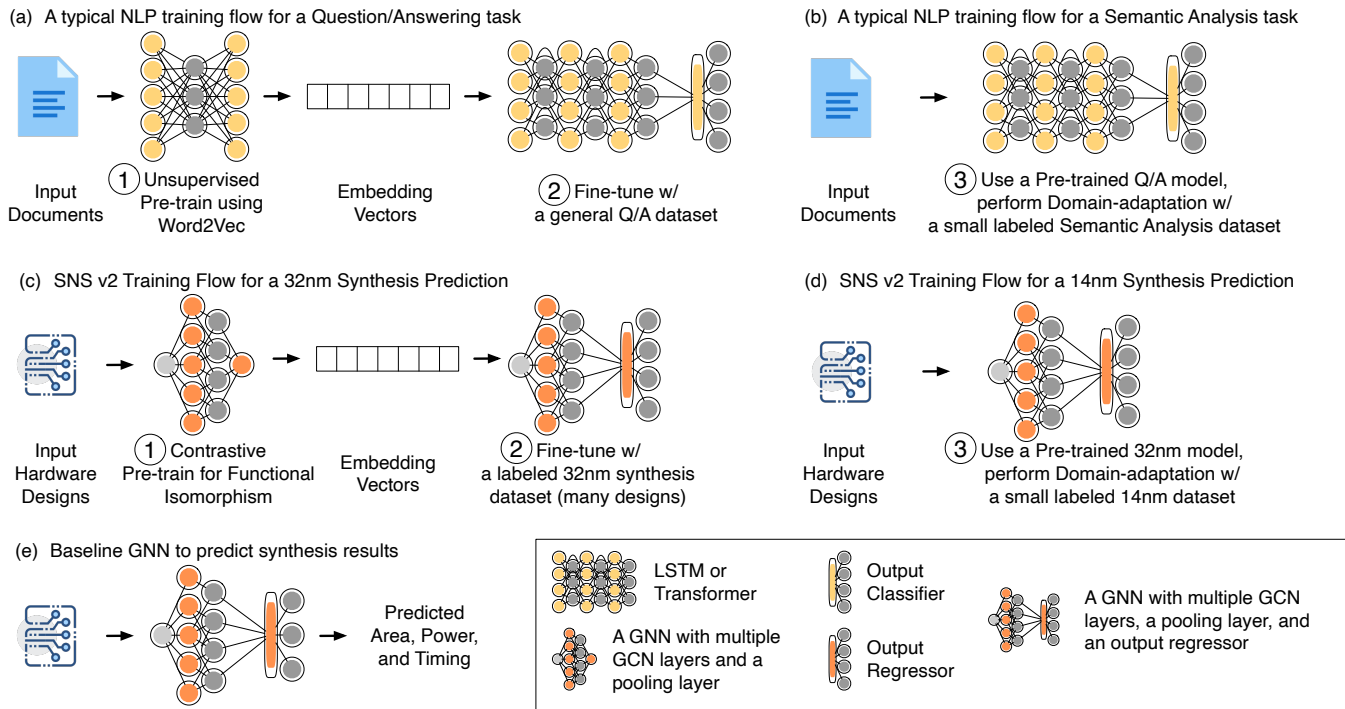 (a) A typical NLP training flow for a Question/Answering task
Input
Documents
1 Unsupervised
Pre-train using
Word2Vec
Embedding
Vectors
2 Fine-tune w/
a general Q/A dataset
(b) A typical NLP training flow for a Semantic Analysis task
Input
Documents
3 Use a Pre-trained Q/A model,
perform Domain-adaptation w/
a small labeled Semantic Analysis dataset
(c) SNS v2 Training Flow for a 32nm Synthesis Prediction
Input
Hardware
Designs
1 Contrastive
Pre-train for Functional
Isomorphism
Embedding
Vectors
2 Fine-tune w/
a labeled 32nm synthesis
dataset (many designs)
(d) SNS v2 Training Flow for a 14nm Synthesis Prediction
Input
Hardware
Designs
3 Use a Pre-trained 32nm model,
perform Domain-adaptation w/
a small labeled 14nm dataset
(e) Baseline GNN to predict synthesis results
Predicted
Area, Power,
and Timing
LSTM or
Transformer
A GNN with multiple
GCN layers and a
pooling layer
Output
Classifier
Output
Regressor
A GNN with multiple GCN
layers, a pooling layer, and
an output regressor